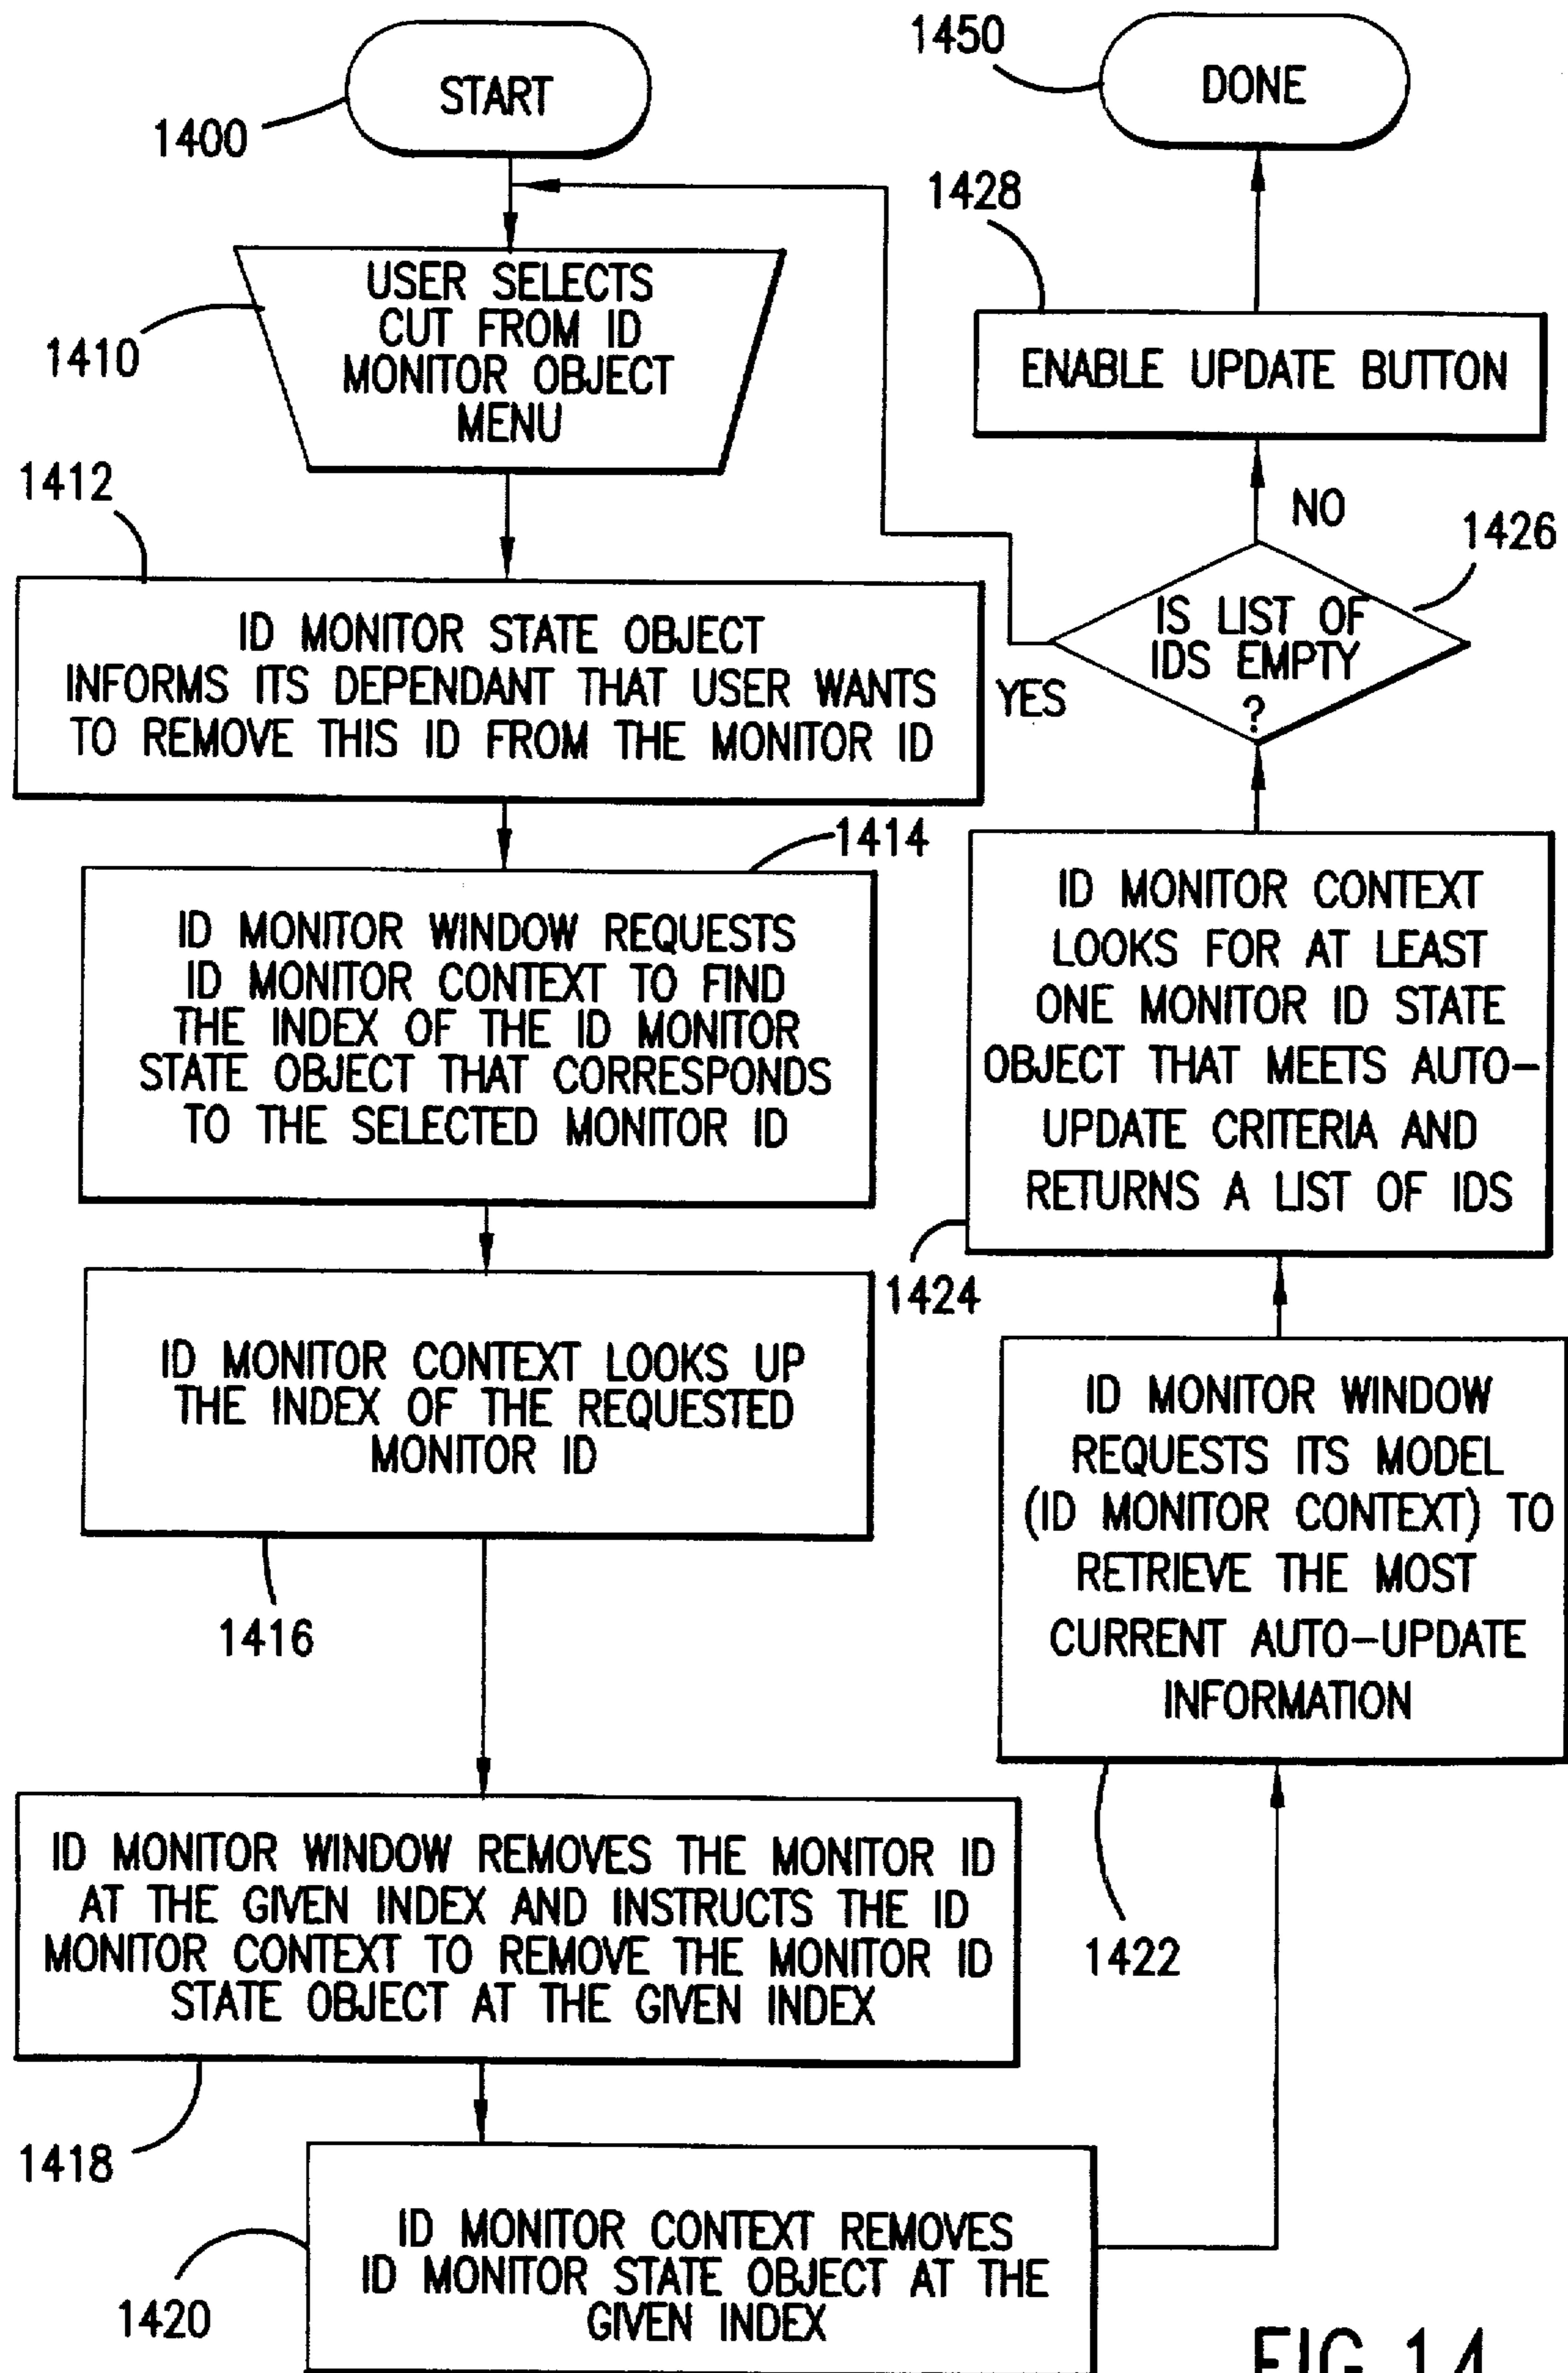 START
1400
USER SELECTS
CUT FROM ID
MONITOR OBJECT
MENU
1410
1412
ID MONITOR STATE OBJECT
INFORMS ITS DEPENDANT THAT USER WANTS
TO REMOVE THIS ID FROM THE MONITOR ID
1414
ID MONITOR WINDOW REQUESTS
ID MONITOR CONTEXT TO FIND
THE INDEX OF THE ID MONITOR
STATE OBJECT THAT CORRESPONDS
TO THE SELECTED MONITOR ID
ID MONITOR CONTEXT LOOKS UP
THE INDEX OF THE REQUESTED
MONITOR ID
1416
ID MONITOR WINDOW REMOVES THE MONITOR ID
AT THE GIVEN INDEX AND INSTRUCTS THE ID
MONITOR CONTEXT TO REMOVE THE MONITOR ID
STATE OBJECT AT THE GIVEN INDEX
1418
ID MONITOR CONTEXT REMOVES
ID MONITOR STATE OBJECT AT THE
GIVEN INDEX
1420
ID MONITOR WINDOW
REQUESTS ITS MODEL
(ID MONITOR CONTEXT) TO
RETRIEVE THE MOST
CURRENT AUTO-UPDATE
INFORMATION
1422
ID MONITOR CONTEXT
LOOKS FOR AT LEAST
ONE MONITOR ID STATE
OBJECT THAT MEETS AUTO-
UPDATE CRITERIA AND
RETURNS A LIST OF IDS
1424
IS LIST OF
IDS EMPTY
?
1426
YES
NO
ENABLE UPDATE BUTTON
1428
DONE
1450
FIG.14